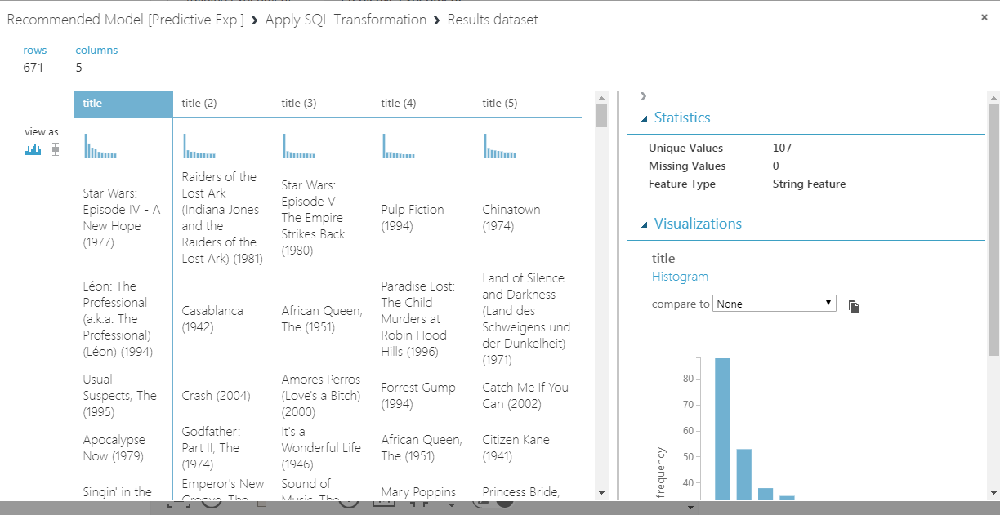 Recommended Model [Predictive Exp.] › Apply SQL Transformation › Results dataset
×
rows
columns
671
5
title
title (2)
title (3)
title (4)
title (5)
view as
Star Wars:
Episode IV - A
New Hope
(1977)
Raiders of the
Lost Ark
(Indiana Jones
and the
Raiders of the
Lost Ark) (1981)
Star Wars:
Episode V -
The Empire
Strikes Back
(1980)
Pulp Fiction
(1994)
Chinatown
(1974)
Léon: The
Professional
(a.k.a. The
Professional)
(Léon) (1994)
Casablanca
(1942)
African Queen,
The (1951)
Paradise Lost:
The Child
Murders at
Robin Hood
Hills (1996)
Land of Silence
and Darkness
(Land des
Schweigens und
der Dunkelheit)
(1971)
Usual
Suspects, The
(1995)
Crash (2004)
Amores Perros
(Love's a Bitch)
(2000)
Forrest Gump
(1994)
Catch Me If You
Can (2002)
Apocalypse
Now (1979)
Godfather:
Part II, The
(1974)
It's a
Wonderful Life
(1946)
African Queen,
The (1951)
Citizen Kane
(1941)
Singin' in the
Emperor's New
Groove, The
Sound of
Music, The
Mary Poppins
Princess Bride,
Statistics
Unique Values 107
Missing Values 0
Feature Type String Feature
Visualizations
title
Histogram
compare to None
80
70
60
50
40
frequency